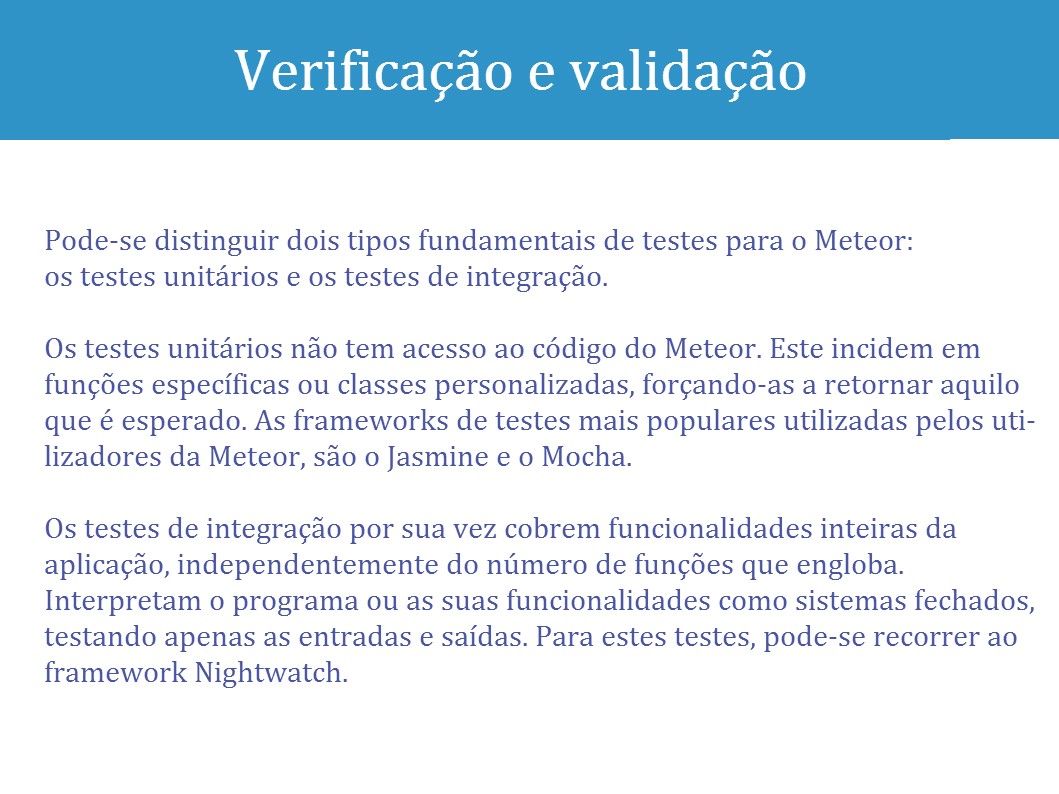 Verificação e validação
Pode-se distinguir dois tipos fundamentais de testes para o Meteor:
os testes unitários e os testes de integração.
Os testes unitários não tem acesso ao código do Meteor. Este incidem em
funções específicas ou classes personalizadas, forçando-as a retornar aquilo
que é esperado. As frameworks de testes mais populares utilizadas pelos uti-
lizadores da Meteor, são o Jasmine e o Mocha.
Os testes de integração por sua vez cobrem funcionalidades inteiras da
aplicação, independentemente do número de funções que engloba.
Interpretam o programa ou as suas funcionalidades como sistemas fechados,
testando apenas as entradas e saídas. Para estes testes, pode-se recorrer ao
framework Nightwatch.